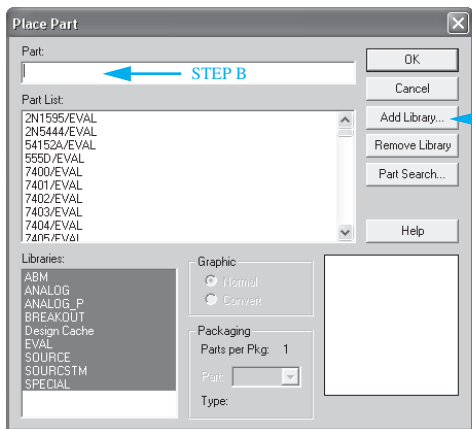 Place Part
Part:
OK
STEP B
Cancel
Part List:
Add Library...
2N1595/EVAL
2N5444/EVAL
54152A/EVAL
555D/EVAL
7400/EVAL
7401/EVAL
7402/EVAL
7403/EVAL
7404/EVAL
7405/EVAL
Remove Library
Part Search...
Help
Libraries:
ABM
ANALOG
ANALOG_P
BREAKOUT
Design Cache
EVAL
SOURCE
SOURCSTM
SPECIAL
Graphic
Normal
Convert
Packaging
Parts per Pkg: 1
Part:
Type: